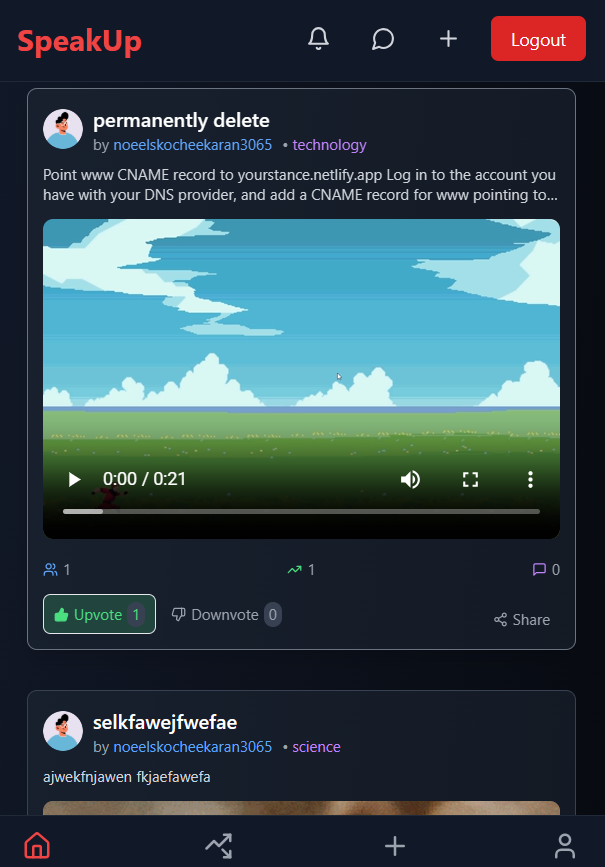 SpeakUp
Logout
permanently delete
by noeelskocheekaran3065 • technology
Point www CNAME record to yourstance.netlify.app Log in to the account you
have with your DNS provider, and add a CNAME record for www pointing to...
0:00 / 0:21
1
1
0
Upvote 1
Downvote 0
Share
selkfawejfwefae
by noeelskocheekaran3065 • science
ajwekfnjawen fkjaefawefa